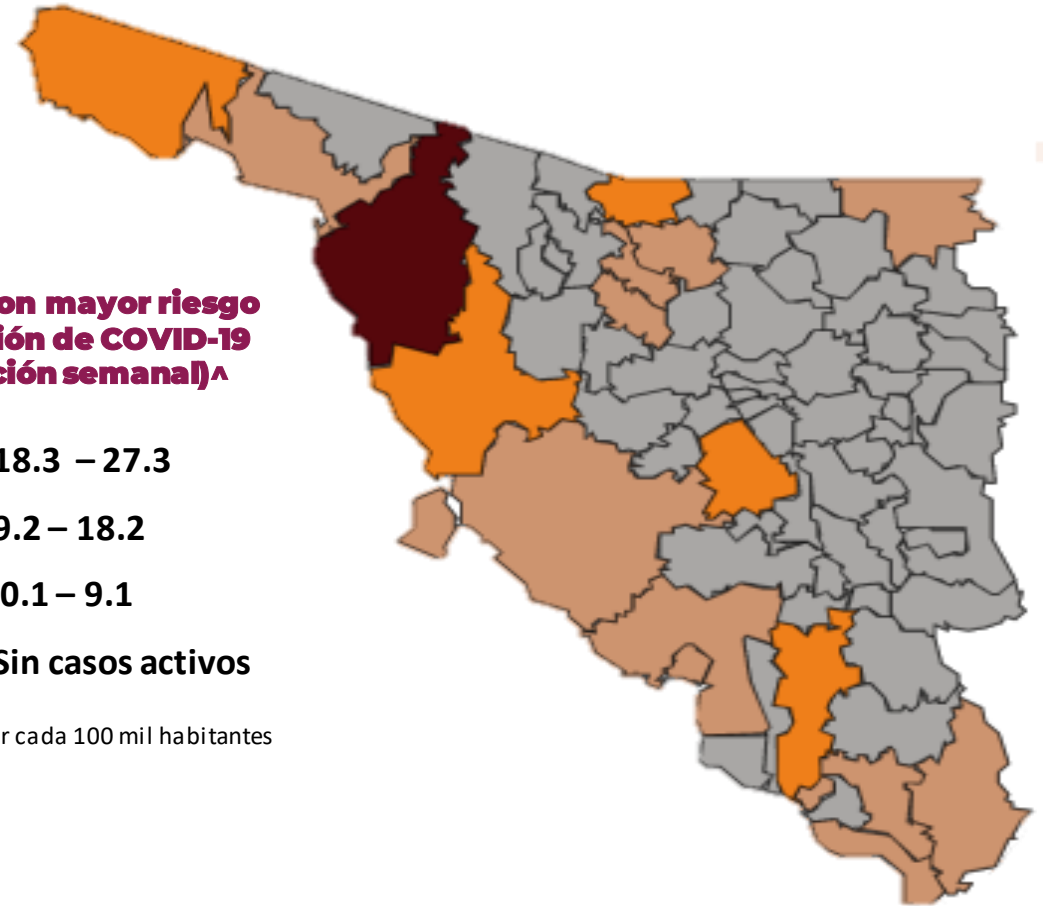 on mayor riesgo
ión de COVID-19
ción semanal)^
18.3 – 27.3
9.2 – 18.2
0.1 – 9.1
Sin casos activos
r cada 100 mil habitantes